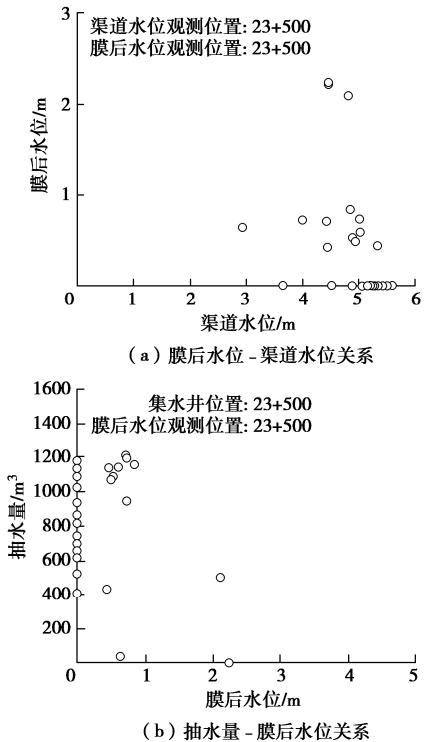 3
渠道水位观测位置: 23+500
膜后水位观测位置: 23+500
2
膜后水位/m
1
0 1 2 3 4 5 6
渠道水位/m
(a) 膜后水位-渠道水位关系
1600
集水井位置: 23+500
1400
膜后水位观测位置: 23+500
1200
1000
抽水量/m³
800
600
400
200
0 1 2 3 4 5
膜后水位/m
(b) 抽水量-膜后水位关系